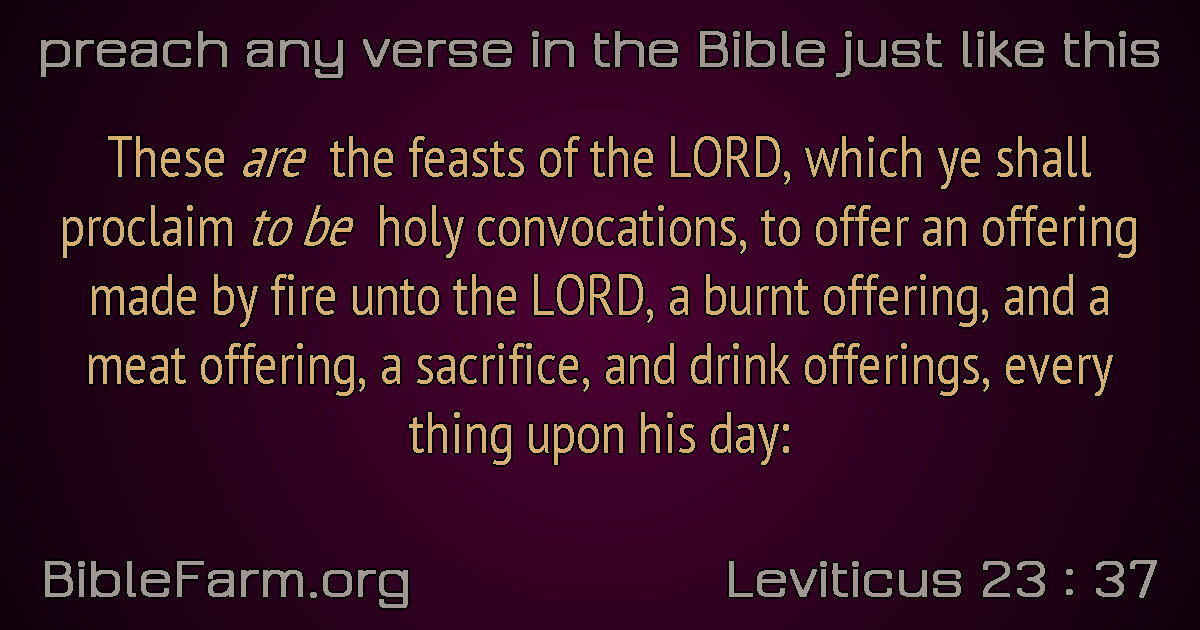 preach any verse in the Bible just like this
These are the feasts of the LORD, which ye shall
proclaim to be holy convocations, to offer an offering
made by fire unto the LORD, a burnt offering, and a
meat offering, a sacrifice, and drink offerings, every
thing upon his day:
BibleFarm.org
Leviticus 23 : 37